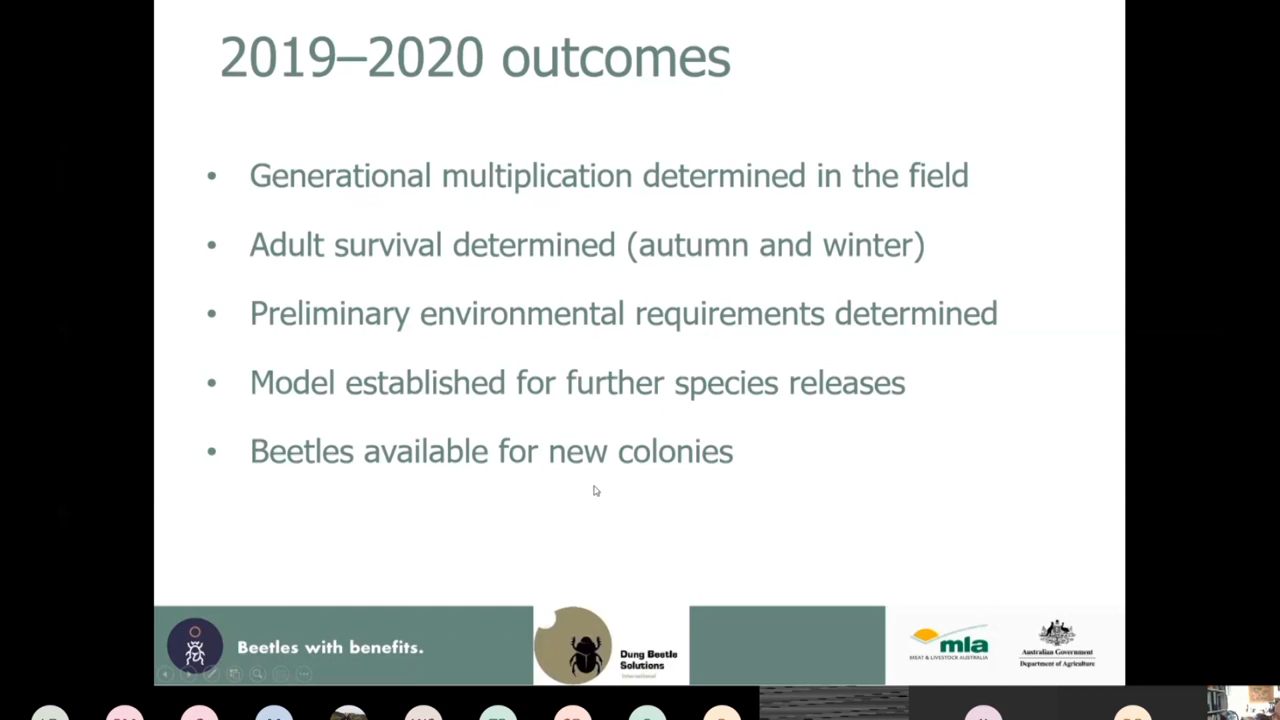 2019–2020 outcomes
• Generational multiplication determined in the field
• Adult survival determined (autumn and winter)
• Preliminary environmental requirements determined
• Model established for further species releases
• Beetles available for new colonies
Beetles with benefits.
Dung Beetle
Solutions
International
mla
MEAT & LIVESTOCK AUSTRALIA
Australian Government
Department of Agriculture